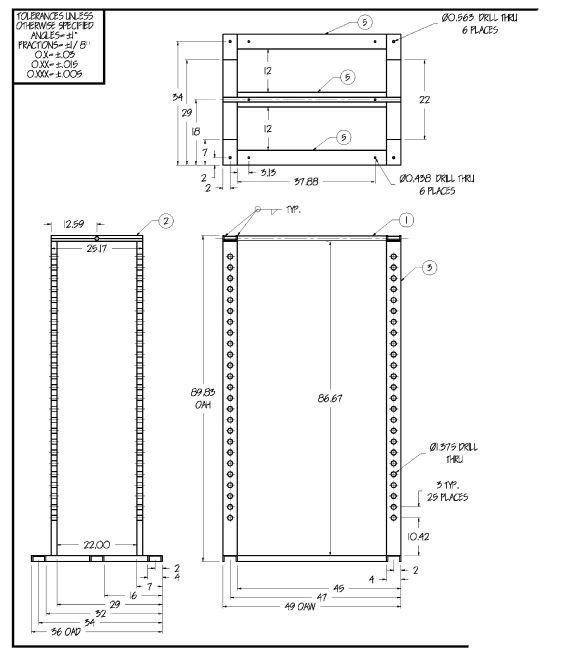 TOLERANCES UNLESS
OTHERWISE SPECIFIED
ANGLES=±1°
FRACTIONS=±1/8"
0.X=±.03
0.XX=±.015
0.XXX=±.005
5
Ø0.563 DRILL THRU
6 PLACES
12
5
34
29
18
7
22
12
5
2
2
3.13
37.88
Ø0.438 DRILL THRU
6 PLACES
12.59
2
25.17
TYP.
1
3
89.83
OAH
86.67
Ø1.375 DRILL
THRU
3 TYP.
25 PLACES
10.42
22.00
2
4
7
16
29
32
34
36 OAD
2
4
45
47
49 OAW